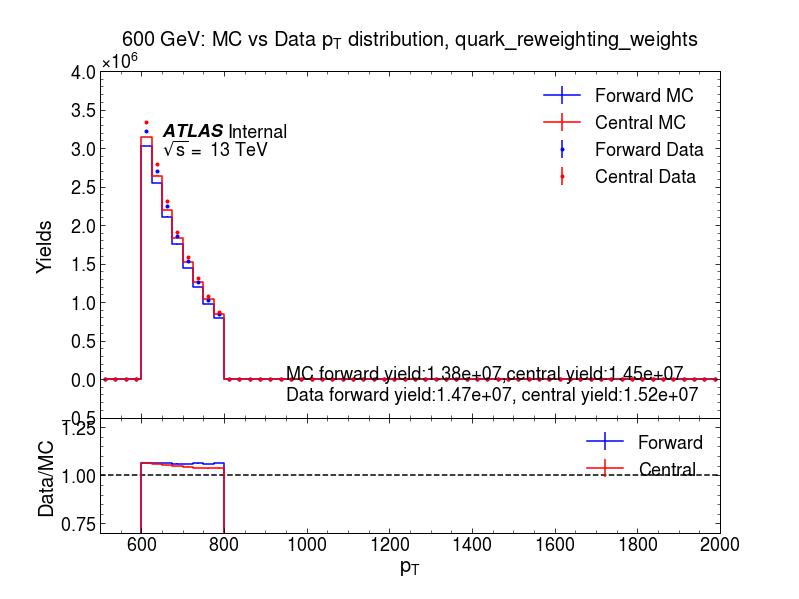 600 GeV: MC vs Data pT distribution, quark_reweighting_weights
×10⁶
4.0
3.5
3.0
2.5
2.0
1.5
1.0
0.5
0.0
0.5
Yields
ATLAS Internal
√s = 13 TeV
Forward MC
Central MC
Forward Data
Central Data
MC forward yield:1.38e+07,central yield:1.45e+07
Data forward yield:1.47e+07, central yield:1.52e+07
1.25
1.00
0.75
Data/MC
Forward
Central
600 800 1000 1200 1400 1600 1800 2000
pT